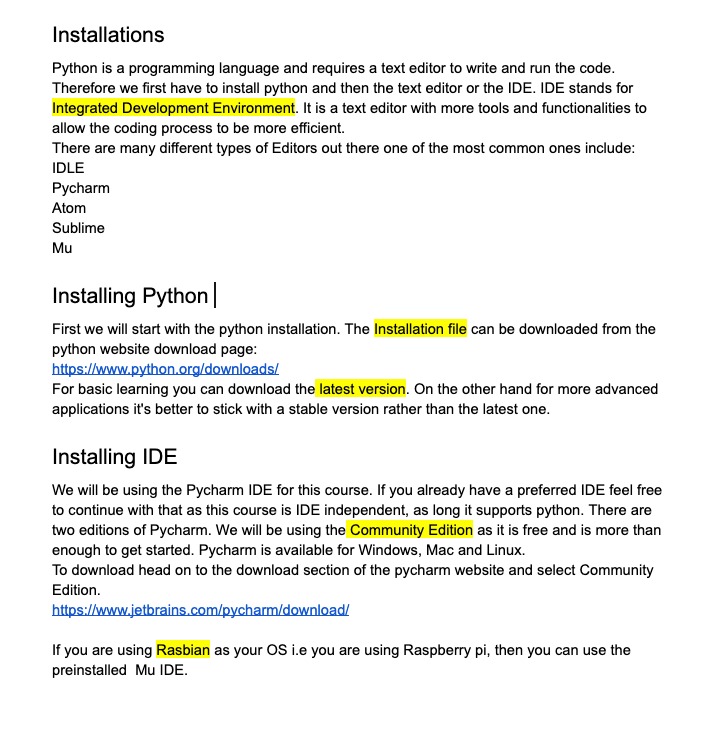 Installations
Python is a programming language and requires a text editor to write and run the code.
Therefore we first have to install python and then the text editor or the IDE. IDE stands for
Integrated Development Environment. It is a text editor with more tools and functionalities to
allow the coding process to be more efficient.
There are many different types of Editors out there one of the most common ones include:
IDLE
Pycharm
Atom
Sublime
Mu
Installing Python
First we will start with the python installation. The Installation file can be downloaded from the
python website download page:
https://www.python.org/downloads/
For basic learning you can download the latest version. On the other hand for more advanced
applications it's better to stick with a stable version rather than the latest one.
Installing IDE
We will be using the Pycharm IDE for this course. If you already have a preferred IDE feel free
to continue with that as this course is IDE independent, as long it supports python. There are
two editions of Pycharm. We will be using the Community Edition as it is free and is more than
enough to get started. Pycharm is available for Windows, Mac and Linux.
To download head on to the download section of the pycharm website and select Community
Edition.
https://www.jetbrains.com/pycharm/download/
If you are using Rasbian as your OS i.e you are using Raspberry pi, then you can use the
preinstalled  Mu IDE.